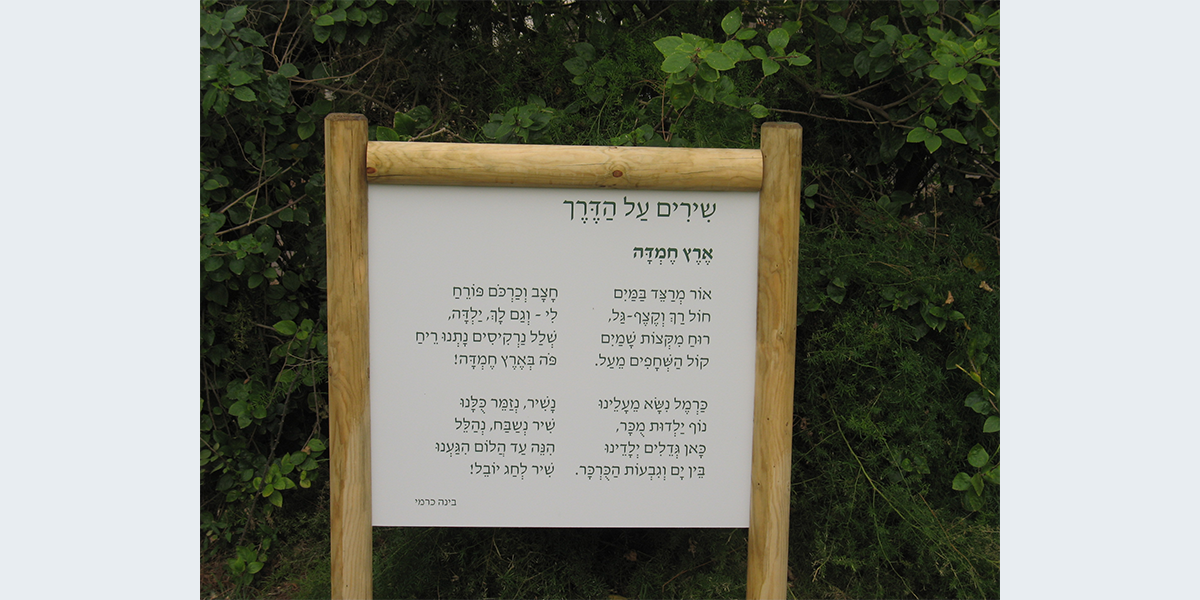 שִׁירִים עַל הַדֶּרֶך
אֶרֶץ חֶמְדָּה
אוֹר מְרַצֵּד בַּמַּיִם
חוֹל רַךְ וְקֶצֶף-גַּל,
רוּחַ מִקְּצוֹת שָׁמַיִם
קוֹל הַשְּׁחָפִים מֵעַל.
כַּרְמֶל נִשָּׂא מֵעָלֵינוּ
נוֹף יַלְדוּת מֻכָּר,
כָּאן גְּדֵלִים יְלָדֵינוּ
בֵּין יָם וְגִבְעוֹת הַכֻּרְכָּר.
חָצָב וְכַרְכֹּם פּוֹרֵחַ
לִי - וְגַם לָךְ, יַלְדָּה,
שְׁלַל נַרְקִיסִים נָתְנוּ רֵיחַ
פֹּה בְּאֶרֶץ חֶמְדָּה!
נָשִׁיר, נְזַמֵּר כֻּלָּנוּ
שִׁיר נְשַׁבַּח, נְהַלֵּל
הִנֵּה עַד הֲלוֹם הִגַּעְנוּ
שִׁיר לְחַג יוֹבֵל!
בינה כרמי